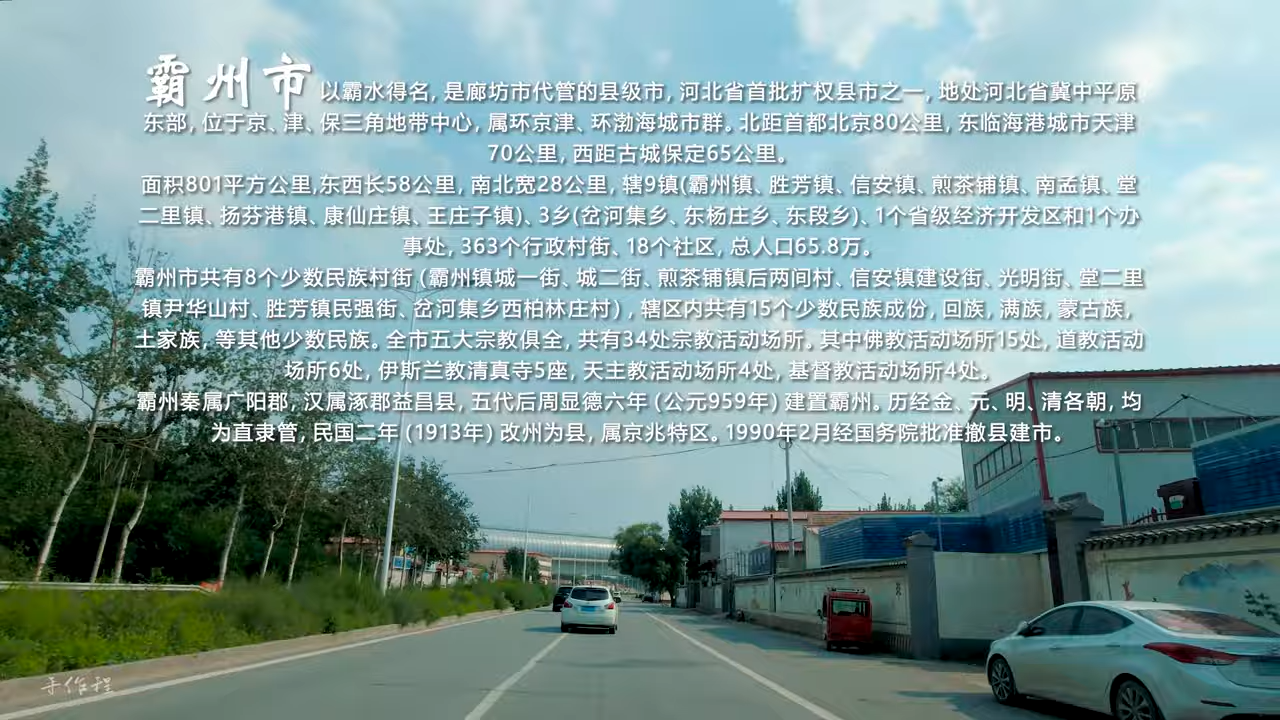 霸州市 以霸水得名, 是廊坊市代管的县级市, 河北省首批扩权县市之一, 地处河北省冀中平原
东部, 位于京、津、保三角地带中心, 属环京津、环渤海城市群。北距首都北京80公里, 东临海港城市天津
70公里, 西距古城保定65公里。
面积801平方公里,东西长58公里, 南北宽28公里, 辖9镇(霸州镇、胜芳镇、信安镇、煎茶铺镇、南孟镇、堂
二里镇、扬芬港镇、康仙庄镇、王庄子镇)、3乡(岔河集乡、东杨庄乡、东段乡)、1个省级经济开发区和1个办
事处, 363个行政村街、18个社区, 总人口65.8万。
霸州市共有8个少数民族村街 (霸州镇城一街、城二街、煎茶铺镇后两间村、信安镇建设街、光明街、堂二里
镇尹华山村、胜芳镇民强街、岔河集乡西柏林庄村) , 辖区内共有15个少数民族成份, 回族, 满族, 蒙古族,
土家族, 等其他少数民族。全市五大宗教俱全, 共有34处宗教活动场所。其中佛教活动场所15处, 道教活动
场所6处, 伊斯兰教清真寺5座, 天主教活动场所4处, 基督教活动场所4处。
霸州秦属广阳郡, 汉属涿郡益昌县, 五代后周显德六年 (公元959年) 建置霸州。历经金、元、明、清各朝, 均
为直隶管, 民国二年 (1913年) 改州为县, 属京兆特区。1990年2月经国务院批准撤县建市。
手作程